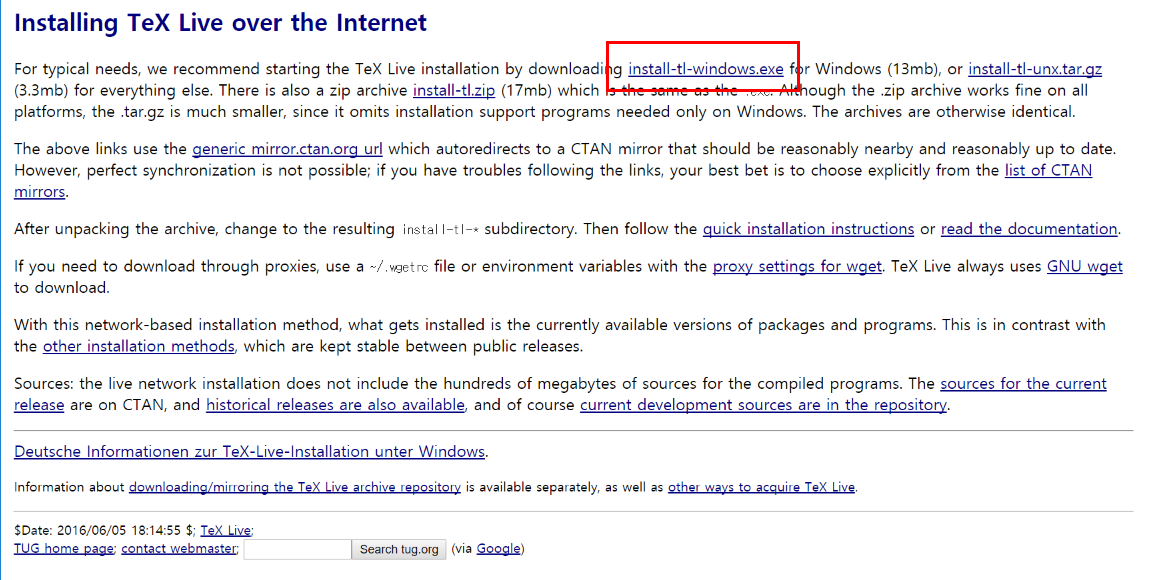 Installing TeX Live over the Internet
For typical needs, we recommend starting the TeX Live installation by downloading install-tl-windows.exe for Windows (13mb), or install-tl-unx.tar.gz
(3.3mb) for everything else. There is also a zip archive install-tl.zip (17mb) which is the same as the .exe. Although the .zip archive works fine on all
platforms, the .tar.gz is much smaller, since it omits installation support programs needed only on Windows. The archives are otherwise identical.
The above links use the generic mirror.ctan.org url which autoredirects to a CTAN mirror that should be reasonably nearby and reasonably up to date.
However, perfect synchronization is not possible; if you have troubles following the links, your best bet is to choose explicitly from the list of CTAN
mirrors.
After unpacking the archive, change to the resulting install-tl-* subdirectory. Then follow the quick installation instructions or read the documentation.
If you need to download through proxies, use a ~/.wgetrc file or environment variables with the proxy settings for wget. TeX Live always uses GNU wget
to download.
With this network-based installation method, what gets installed is the currently available versions of packages and programs. This is in contrast with
the other installation methods, which are kept stable between public releases.
Sources: the live network installation does not include the hundreds of megabytes of sources for the compiled programs. The sources for the current
release are on CTAN, and historical releases are also available, and of course current development sources are in the repository.
Deutsche Informationen zur TeX-Live-Installation unter Windows.
Information about downloading/mirroring the TeX Live archive repository is available separately, as well as other ways to acquire TeX Live.
$Date: 2016/06/05 18:14:55 $; TeX Live;
TUG home page; contact webmaster; Search tug.org (via Google)